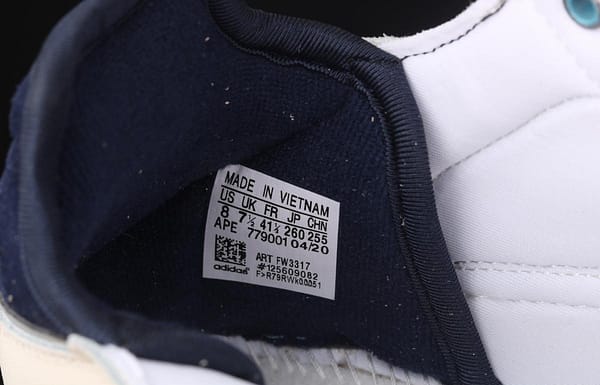 MADE IN VIETNAM
US UK FR JP CHN
8 7½ 41⅓ 260 255
APE 779001 04/20
ART FW3317
#125609082
F>R79RWk00051
adidas